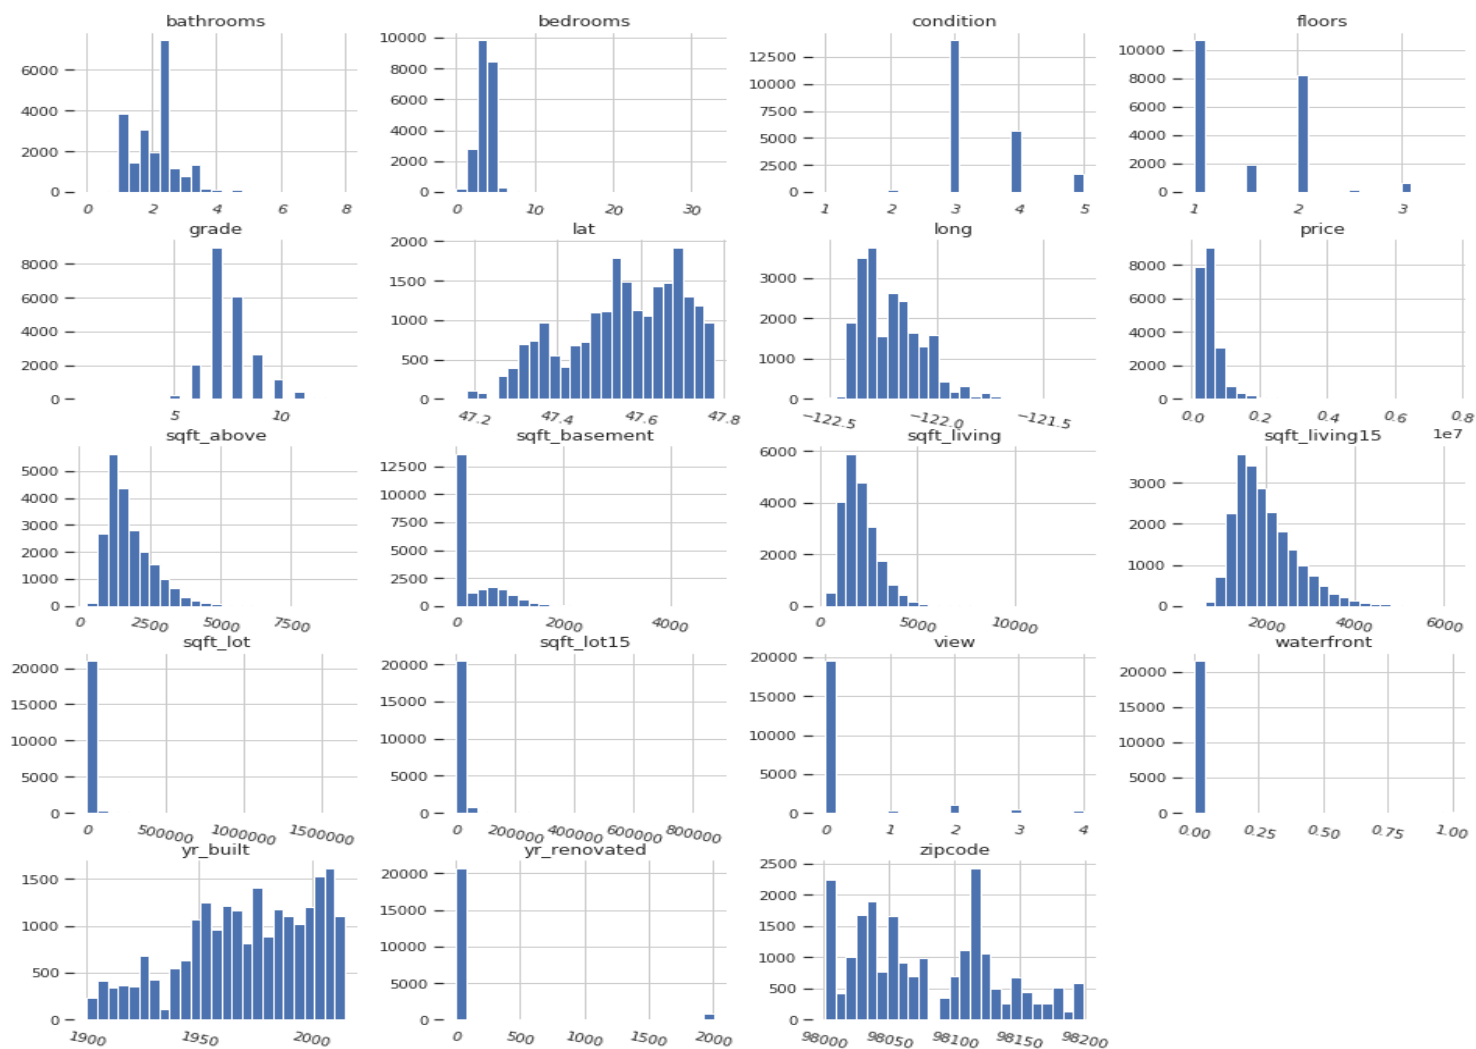 bathrooms bedrooms condition floors
6000 4000 2000 0
0 2 4 6 8
10000 8000 6000 4000 2000 0
0 10 20 30
12500 10000 7500 5000 2500 0
1 2 3 4 5
10000 8000 6000 4000 2000 0
1 2 3
grade lat long price
8000 6000 4000 2000 0
5 10
2000 1500 1000 500 0
47.2 47.4 47.6 47.8
3000 2000 1000 0
−122.5 −122.0 −121.5
8000 6000 4000 2000 0
0.0 0.2 0.4 0.6 0.8
1e7
sqft_above sqft_basement sqft_living sqft_living15
5000 4000 3000 2000 1000 0
0 2500 5000 7500
12500 10000 7500 5000 2500 0
0 2000 4000
6000 4000 2000 0
0 5000 10000
3000 2000 1000 0
2000 4000 6000
sqft_lot sqft_lot15 view waterfront
20000 15000 10000 5000 0
0 500000 1000000 1500000
20000 15000 10000 5000 0
0 200000 400000 600000 800000
20000 15000 10000 5000 0
0 1 2 3 4
20000 15000 10000 5000 0
0.00 0.25 0.50 0.75 1.00
yr_built yr_renovated zipcode
1500 1000 500 0
1900 1950 2000
20000 15000 10000 5000 0
0 500 1000 1500 2000
2500 2000 1500 1000 500 0
98000 98050 98100 98150 98200